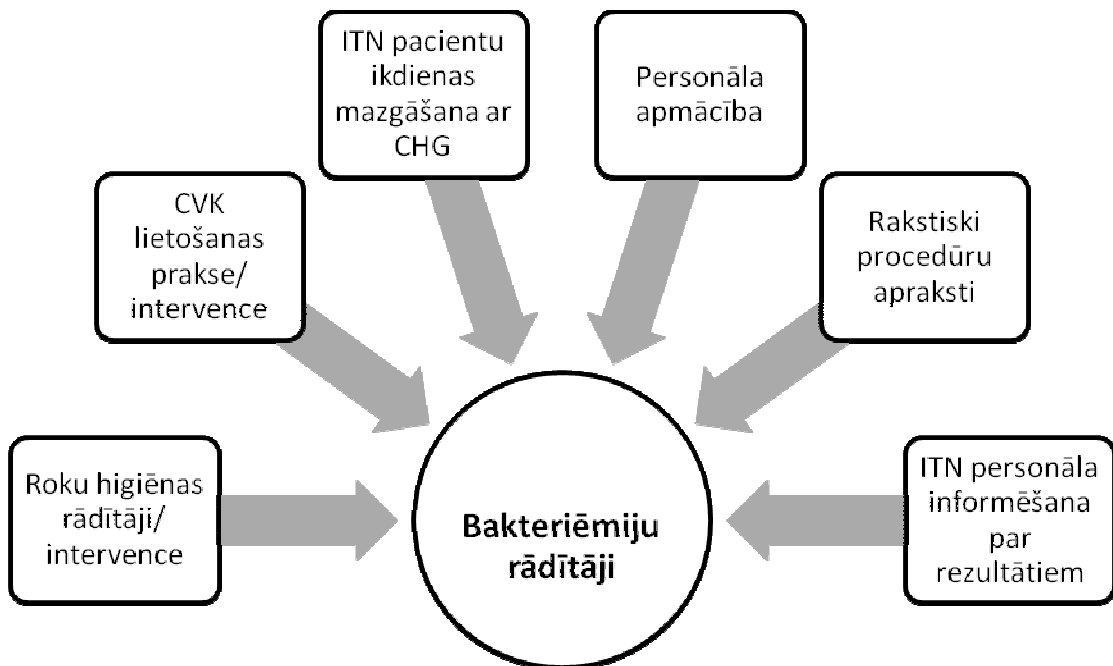 ITN pacientu
ikdienas
mazgāšana ar
CHG
Personāla
apmācība
CVK
lietošanas
prakse/
intervence
Rakstiski
procedūru
apraksti
Roku higiēnas
rādītāji/
intervence
Bakteriēmiju
rādītāji
ITN personāla
informēšana
par
rezultātiem